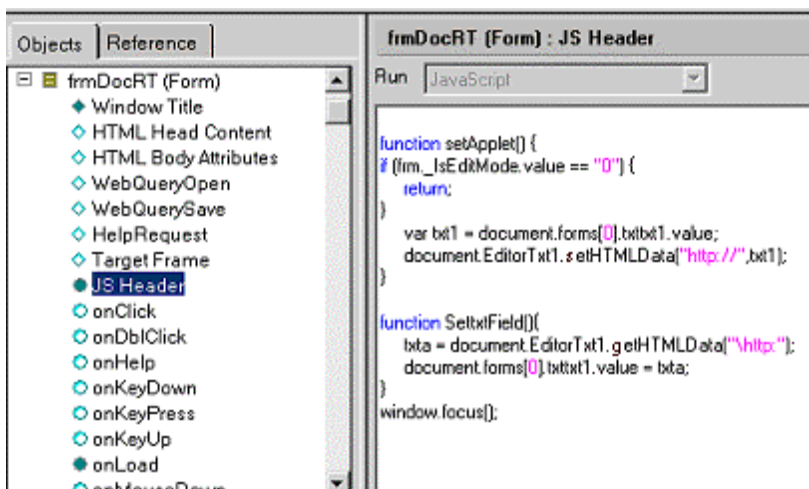 Objects Reference
frmDocRT (Form)
Window Title
HTML Head Content
HTML Body Attributes
WebQueryOpen
WebQuerySave
HelpRequest
Target Frame
JS Header
onClick
onDblClick
onHelp
onKeyDown
onKeyPress
onKeyUp
onLoad
onMouseDown
frmDocRT (Form) : JS Header
Run JavaScript
function setApplet() {
if (frm._IsEditMode.value == "0") {
return;
}
var txt1 = document.forms[0].txttxt1.value;
document.EditorTxt1.setHTMLData("http://",txt1);
}
function SettxtField(){
txta = document.EditorTxt1.getHTMLData("\http:");
document.forms[0].txttxt1.value = txta;
}
window.focus();